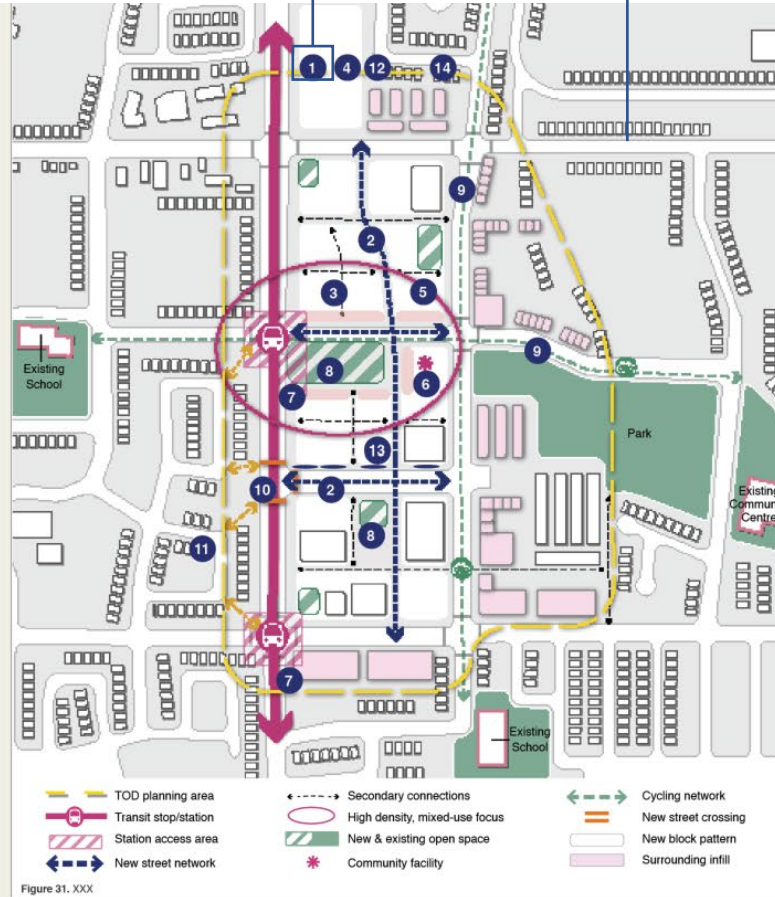 1
4
12
14
9
2
3
5
Existing
School
8
6
9
7
Park
13
10
2
Existing
Commun
Centre
8
11
7
Existing
School
TOD planning area
Secondary connections
Cycling network
Transit stop/station
High density, mixed-use focus
New street crossing
Station access area
New & existing open space
New block pattern
New street network
Community facility
Surrounding infill
Figure 31. XXX